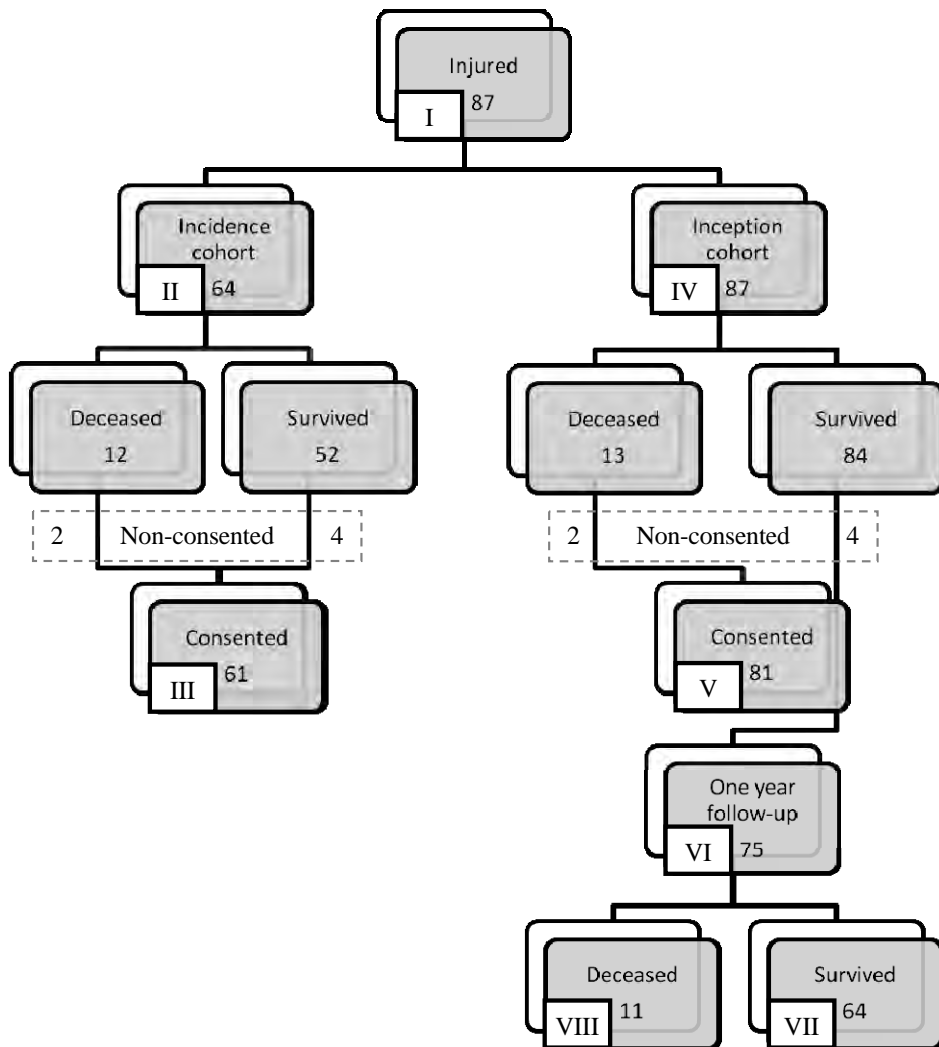 Injured
87
I
Incidence
cohort
64
II
Inception
cohort
87
IV
Deceased
12
Survived
52
Deceased
13
Survived
84
2 Non-consented 4
2 Non-consented 4
Consented
61
III
Consented
81
V
One year
follow-up
75
VI
Deceased
11
VIII
Survived
64
VII